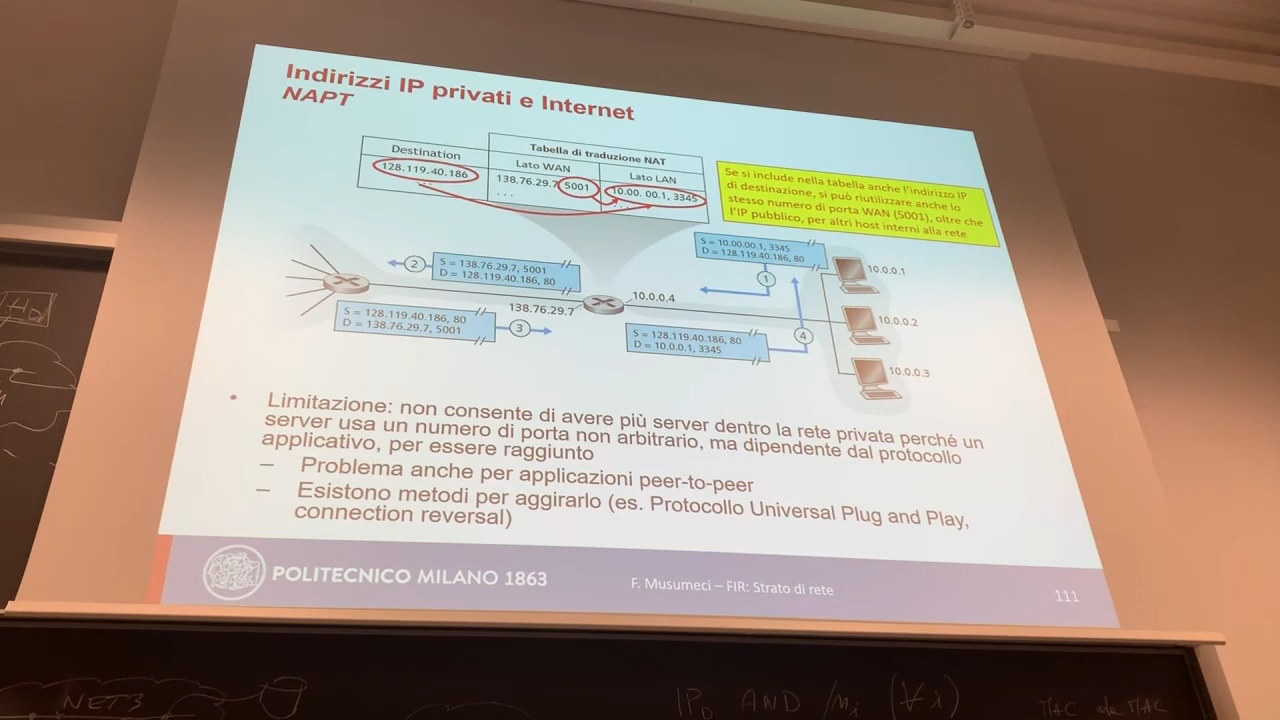 Indirizzi IP privati e Internet
NAPT
Destination
128.119.40.186
. . .
Tabella di traduzione NAT
Lato WAN
Lato LAN
138.76.29.7, 5001
10.00.00.1, 3345
. . .
. . .
Se si include nella tabella anche l'indirizzo IP
di destinazione, si può riutilizzare anche lo
stesso numero di porta WAN (5001), oltre che
l'IP pubblico, per altri host interni alla rete
S = 10.00.00.1, 3345
D = 128.119.40.186, 80
1
10.0.0.1
2
S = 138.76.29.7, 5001
D = 128.119.40.186, 80
10.0.0.4
138.76.29.7
10.0.0.2
S = 128.119.40.186, 80
D = 138.76.29.7, 5001
3
S = 128.119.40.186, 80
D = 10.0.0.1, 3345
4
10.0.0.3
• Limitazione: non consente di avere più server dentro la rete privata perché un
server usa un numero di porta non arbitrario, ma dipendente dal protocollo
applicativo, per essere raggiunto
– Problema anche per applicazioni peer-to-peer
– Esistono metodi per aggirarlo (es. Protocollo Universal Plug and Play,
connection reversal)
POLITECNICO MILANO 1863
F. Musumeci – FIR: Strato di rete
111
NET3
IP_D AND /m_i (∀i)